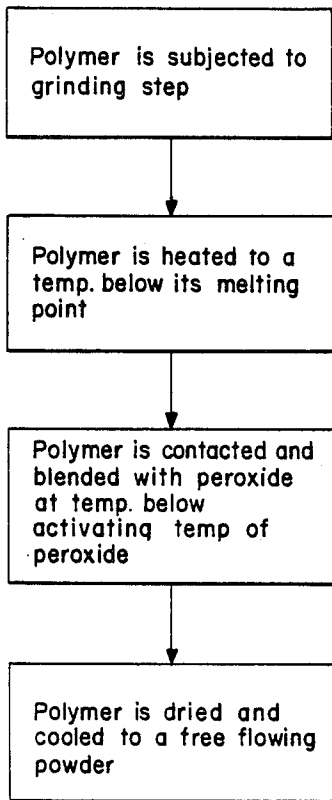 Polymer is subjected to
grinding step
Polymer is heated to a
temp. below its melting
point
Polymer is contacted and
blended with peroxide
at temp. below
activating temp of
peroxide
Polymer is dried and
cooled to a free flowing
powder